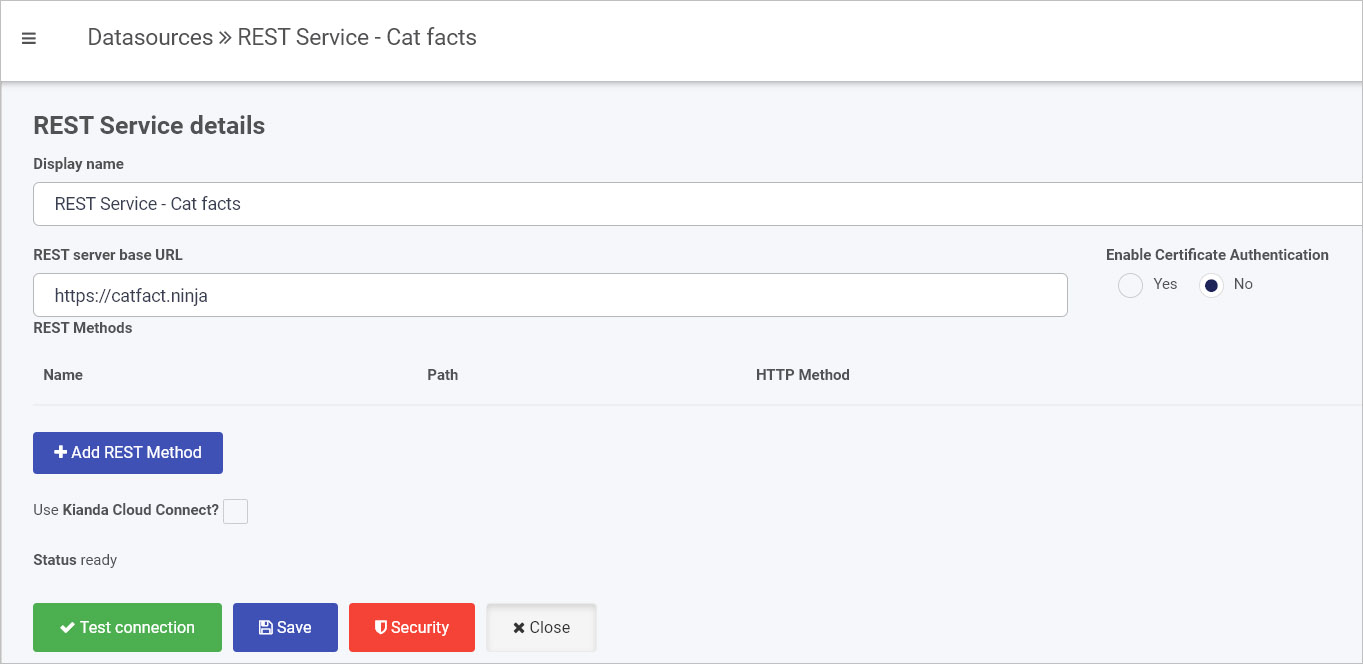 Datasources » REST Service - Cat facts
REST Service details
Display name
REST Service - Cat facts
REST server base URL
Enable Certificate Authentication
https://catfact.ninja
Yes No
REST Methods
Name Path HTTP Method
Add REST Method
Use Kianda Cloud Connect?
Status ready
Test connection Save Security Close